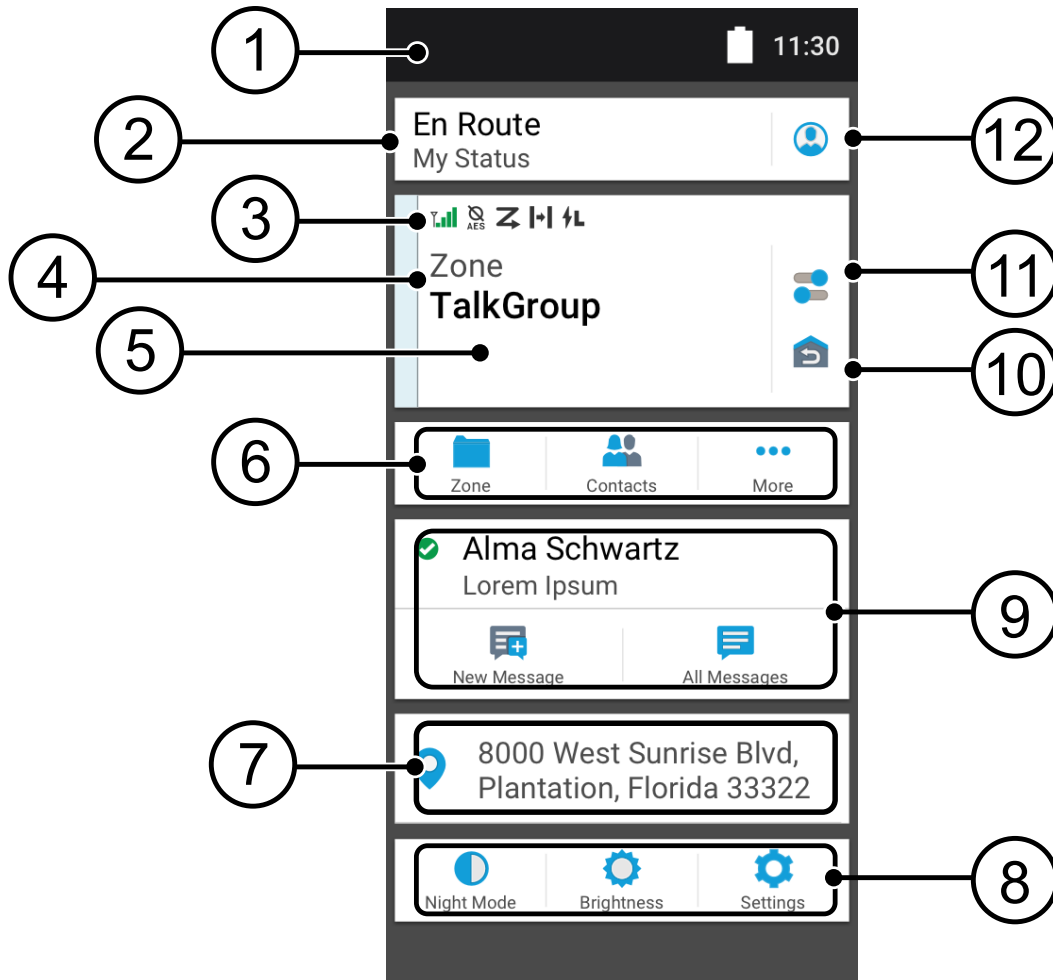 1
11:30
2
En Route
My Status
12
3
AES
L
4
Zone
TalkGroup
11
5
10
6
Zone
Contacts
More
Alma Schwartz
Lorem Ipsum
9
New Message
All Messages
7
8000 West Sunrise Blvd,
Plantation, Florida 33322
8
Night Mode
Brightness
Settings